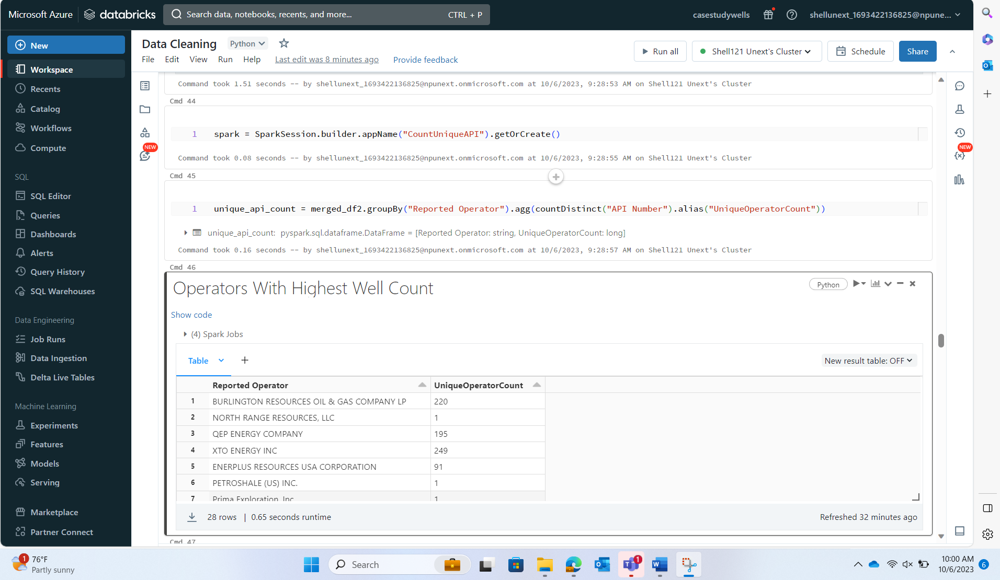 Microsoft Azure databricks Search data, notebooks, recents, and more... CTRL + P casestudywells shellunext_1693422136825@npune...
New
Workspace
Recents
Catalog
Workflows
Compute
SQL
SQL Editor
Queries
Dashboards
Alerts
Query History
SQL Warehouses
Data Engineering
Job Runs
Data Ingestion
Delta Live Tables
Machine Learning
Experiments
Features
Models
Serving
Marketplace
Partner Connect
Data Cleaning Python
File Edit View Run Help Last edit was 8 minutes ago Provide feedback
Run all Shell121 Unext's Cluster Schedule Share
NEW
NEW
Command took 1.51 seconds -- by shellunext_1693422136825@npunext.onmicrosoft.com at 10/6/2023, 9:28:53 AM on Shell121 Unext's Cluster
Cmd 44
1 spark = SparkSession.builder.appName("CountUniqueAPI").getOrCreate()
Command took 0.08 seconds -- by shellunext_1693422136825@npunext.onmicrosoft.com at 10/6/2023, 9:28:55 AM on Shell121 Unext's Cluster
Cmd 45
1 unique_api_count = merged_df2.groupBy("Reported Operator").agg(countDistinct("API Number").alias("UniqueOperatorCount"))
unique_api_count: pyspark.sql.dataframe.DataFrame = [Reported Operator: string, UniqueOperatorCount: long]
Command took 0.16 seconds -- by shellunext_1693422136825@npunext.onmicrosoft.com at 10/6/2023, 9:28:57 AM on Shell121 Unext's Cluster
Cmd 46
Operators With Highest Well Count Python
Show code
(4) Spark Jobs
Table + New result table: OFF
Reported Operator UniqueOperatorCount
1 BURLINGTON RESOURCES OIL & GAS COMPANY LP 220
2 NORTH RANGE RESOURCES, LLC 1
3 QEP ENERGY COMPANY 195
4 XTO ENERGY INC 249
5 ENERPLUS RESOURCES USA CORPORATION 91
6 PETROSHALE (US) INC. 1
7 Prima Exploration, Inc. 1
28 rows | 0.65 seconds runtime Refreshed 32 minutes ago
Cmd 47
1 76°F
Partly sunny
Search
1
10:00 AM
10/6/2023 6